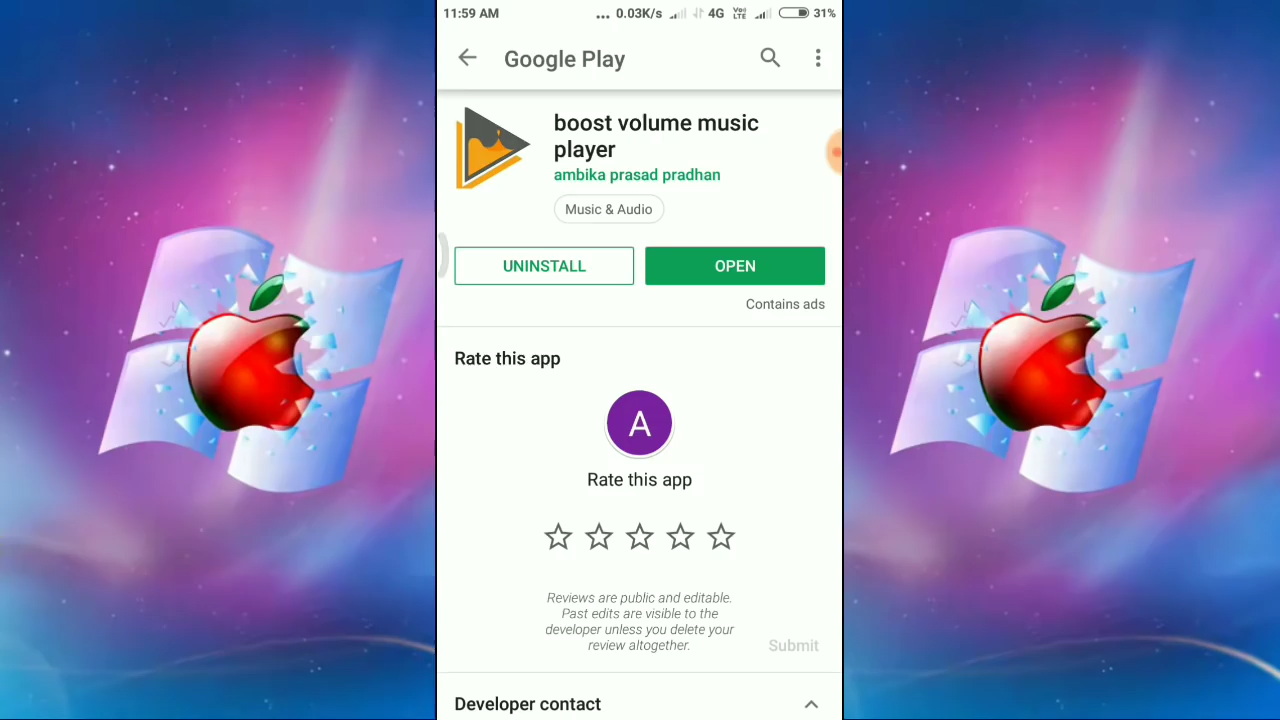 11:59 AM ... 0.03K/s 4G Vo) LTE 31%
Google Play
boost volume music
player
ambika prasad pradhan
Music & Audio
UNINSTALL OPEN
Contains ads
Rate this app
A
Rate this app
Reviews are public and editable.
Past edits are visible to the
developer unless you delete your
review altogether.
Submit
Developer contact